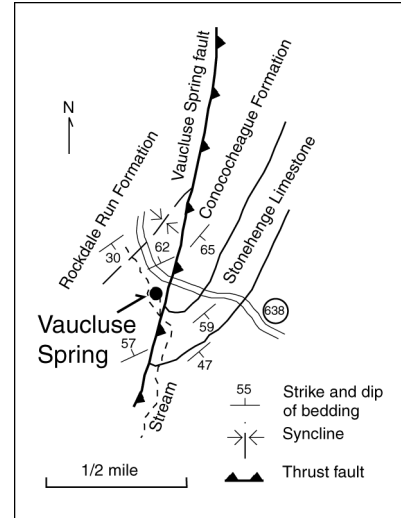 N
Rockdale Run Formation
Vaucluse Spring fault
Conococheague Formation
Stonehenge Limestone
30
62
65
638
59
Vaucluse
Spring
57
47
Stream
55
Strike and dip
of bedding
Syncline
Thrust fault
1/2 mile